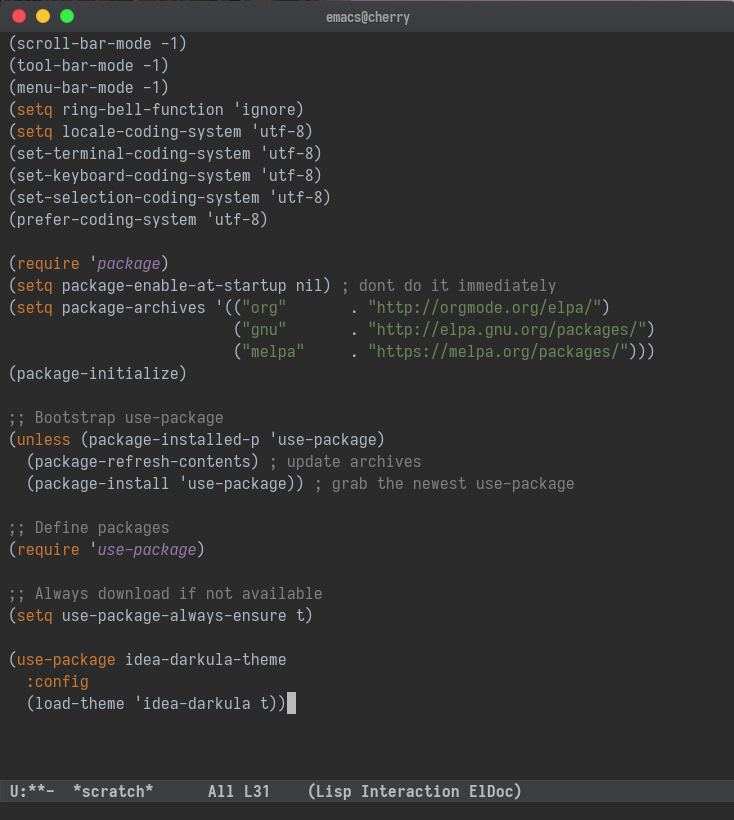 emacs@cherry
(scroll-bar-mode -1)
(tool-bar-mode -1)
(menu-bar-mode -1)
(setq ring-bell-function 'ignore)
(setq locale-coding-system 'utf-8)
(set-terminal-coding-system 'utf-8)
(set-keyboard-coding-system 'utf-8)
(set-selection-coding-system 'utf-8)
(prefer-coding-system 'utf-8)

(require 'package)
(setq package-enable-at-startup nil) ; dont do it immediately
(setq package-archives '(("org"       . "http://orgmode.org/elpa/")
                         ("gnu"       . "http://elpa.gnu.org/packages/")
                         ("melpa"     . "https://melpa.org/packages/")))
(package-initialize)

;; Bootstrap use-package
(unless (package-installed-p 'use-package)
  (package-refresh-contents) ; update archives
  (package-install 'use-package)) ; grab the newest use-package

;; Define packages
(require 'use-package)

;; Always download if not available
(setq use-package-always-ensure t)

(use-package idea-darkula-theme
  :config
  (load-theme 'idea-darkula t))

U:**-  *scratch*      All L31    (Lisp Interaction ElDoc)